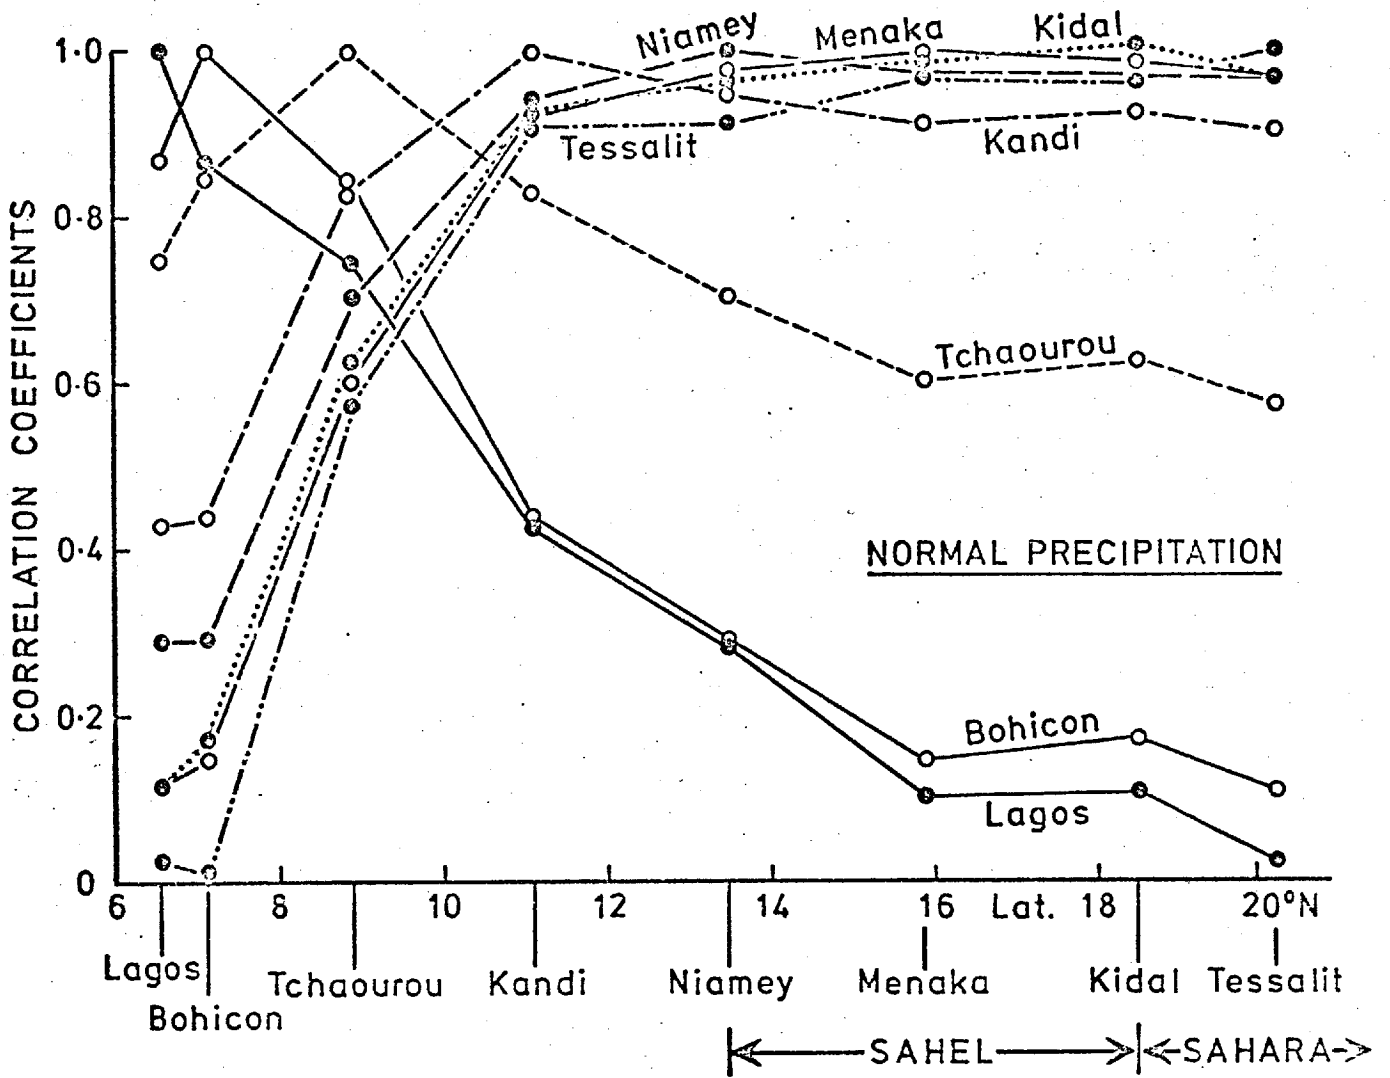 Niamey Menaka Kidal
1·0
Tessalit Kandi
0·8
Tchaourou
0·6
0·4
NORMAL PRECIPITATION
0·2
Bohicon
Lagos
0
CORRELATION COEFFICIENTS
6 8 10 12 14 16 Lat. 18 20°N
Lagos Tchaourou Kandi Niamey Menaka Kidal Tessalit
Bohicon
SAHEL SAHARA